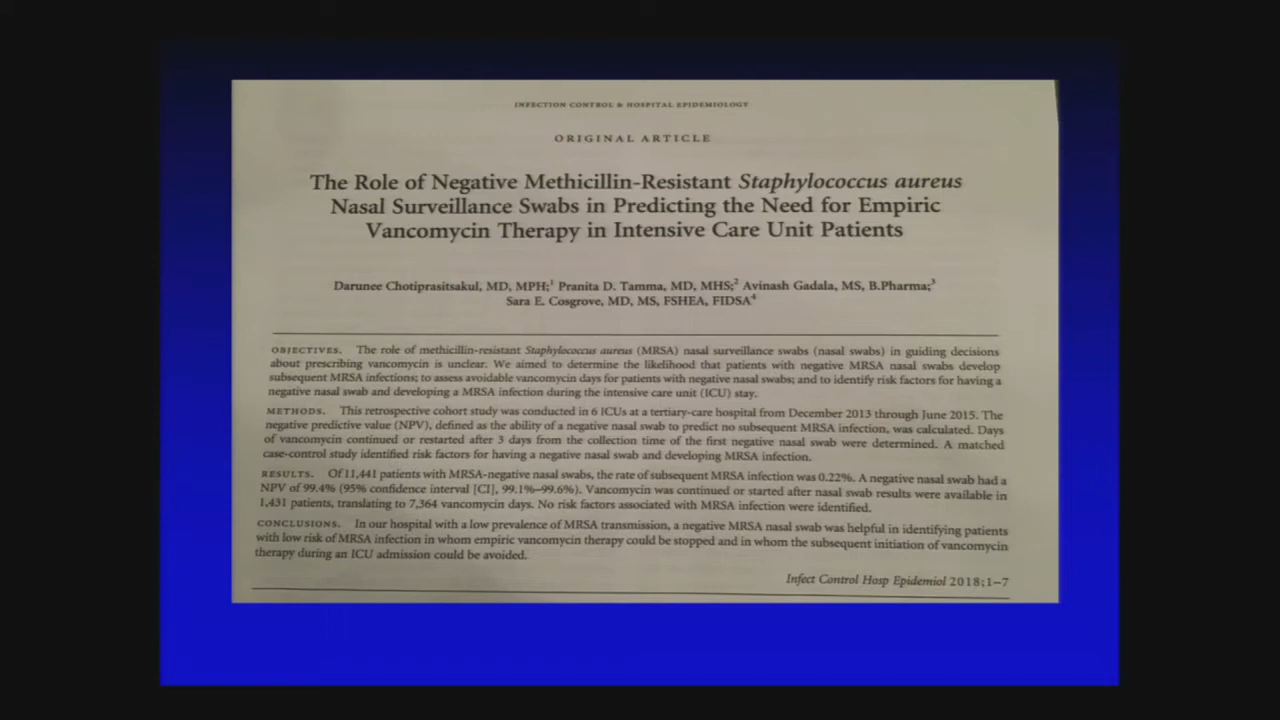 INFECTION CONTROL & HOSPITAL EPIDEMIOLOGY
ORIGINAL ARTICLE
The Role of Negative Methicillin-Resistant Staphylococcus aureus
Nasal Surveillance Swabs in Predicting the Need for Empiric
Vancomycin Therapy in Intensive Care Unit Patients
Darunee Chotiprasitsakul, MD, MPH;¹ Pranita D. Tamma, MD, MHS;² Avinash Gadala, MS, B.Pharma;³
Sara E. Cosgrove, MD, MS, FSHEA, FIDSA⁴
OBJECTIVES. The role of methicillin-resistant Staphylococcus aureus (MRSA) nasal surveillance swabs (nasal swabs) in guiding decisions
about prescribing vancomycin is unclear. We aimed to determine the likelihood that patients with negative MRSA nasal swabs develop
subsequent MRSA infections; to assess avoidable vancomycin days for patients with negative nasal swabs; and to identify risk factors for having a
negative nasal swab and developing a MRSA infection during the intensive care unit (ICU) stay.
METHODS. This retrospective cohort study was conducted in 6 ICUs at a tertiary-care hospital from December 2013 through June 2015. The
negative predictive value (NPV), defined as the ability of a negative nasal swab to predict no subsequent MRSA infection, was calculated. Days
of vancomycin continued or restarted after 3 days from the collection time of the first negative nasal swab were determined. A matched
case-control study identified risk factors for having a negative nasal swab and developing MRSA infection.
RESULTS. Of 11,441 patients with MRSA-negative nasal swabs, the rate of subsequent MRSA infection was 0.22%. A negative nasal swab had a
NPV of 99.4% (95% confidence interval [CI], 99.1%–99.6%). Vancomycin was continued or started after nasal swab results were available in
1,431 patients, translating to 7,364 vancomycin days. No risk factors associated with MRSA infection were identified.
CONCLUSIONS. In our hospital with a low prevalence of MRSA transmission, a negative MRSA nasal swab was helpful in identifying patients
with low risk of MRSA infection in whom empiric vancomycin therapy could be stopped and in whom the subsequent initiation of vancomycin
therapy during an ICU admission could be avoided.
Infect Control Hosp Epidemiol 2018;1–7